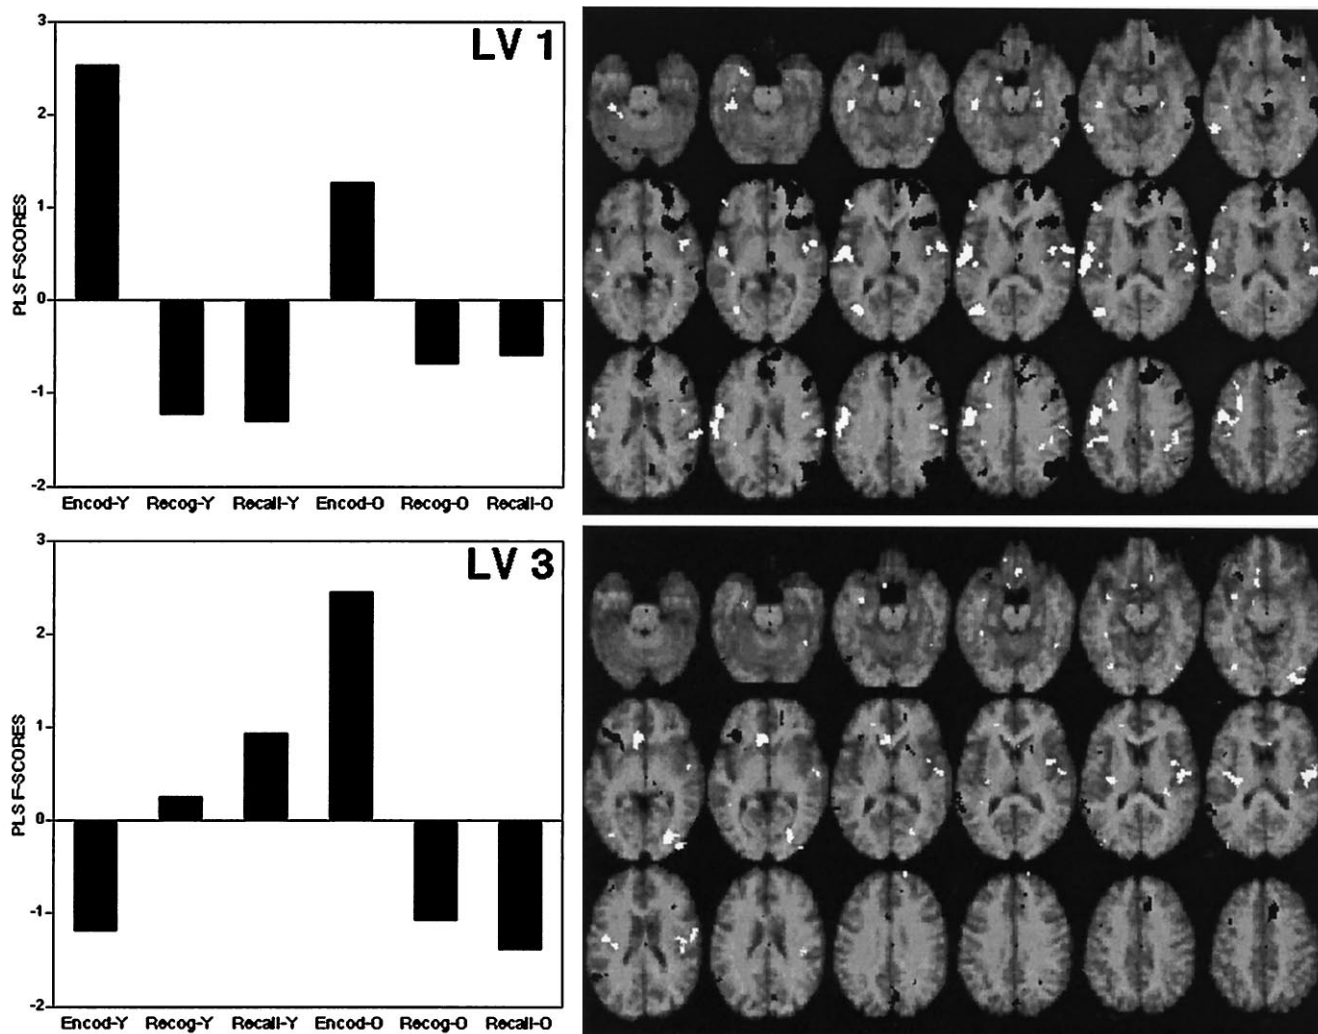 LV 1
PLS F-SCORES
3
2
1
0
-1
-2
Encod-Y Recog-Y Recall-Y Encod-O Recog-O Recall-O
LV 3
PLS F-SCORES
3
2
1
0
-1
-2
Encod-Y Recog-Y Recall-Y Encod-O Recog-O Recall-O